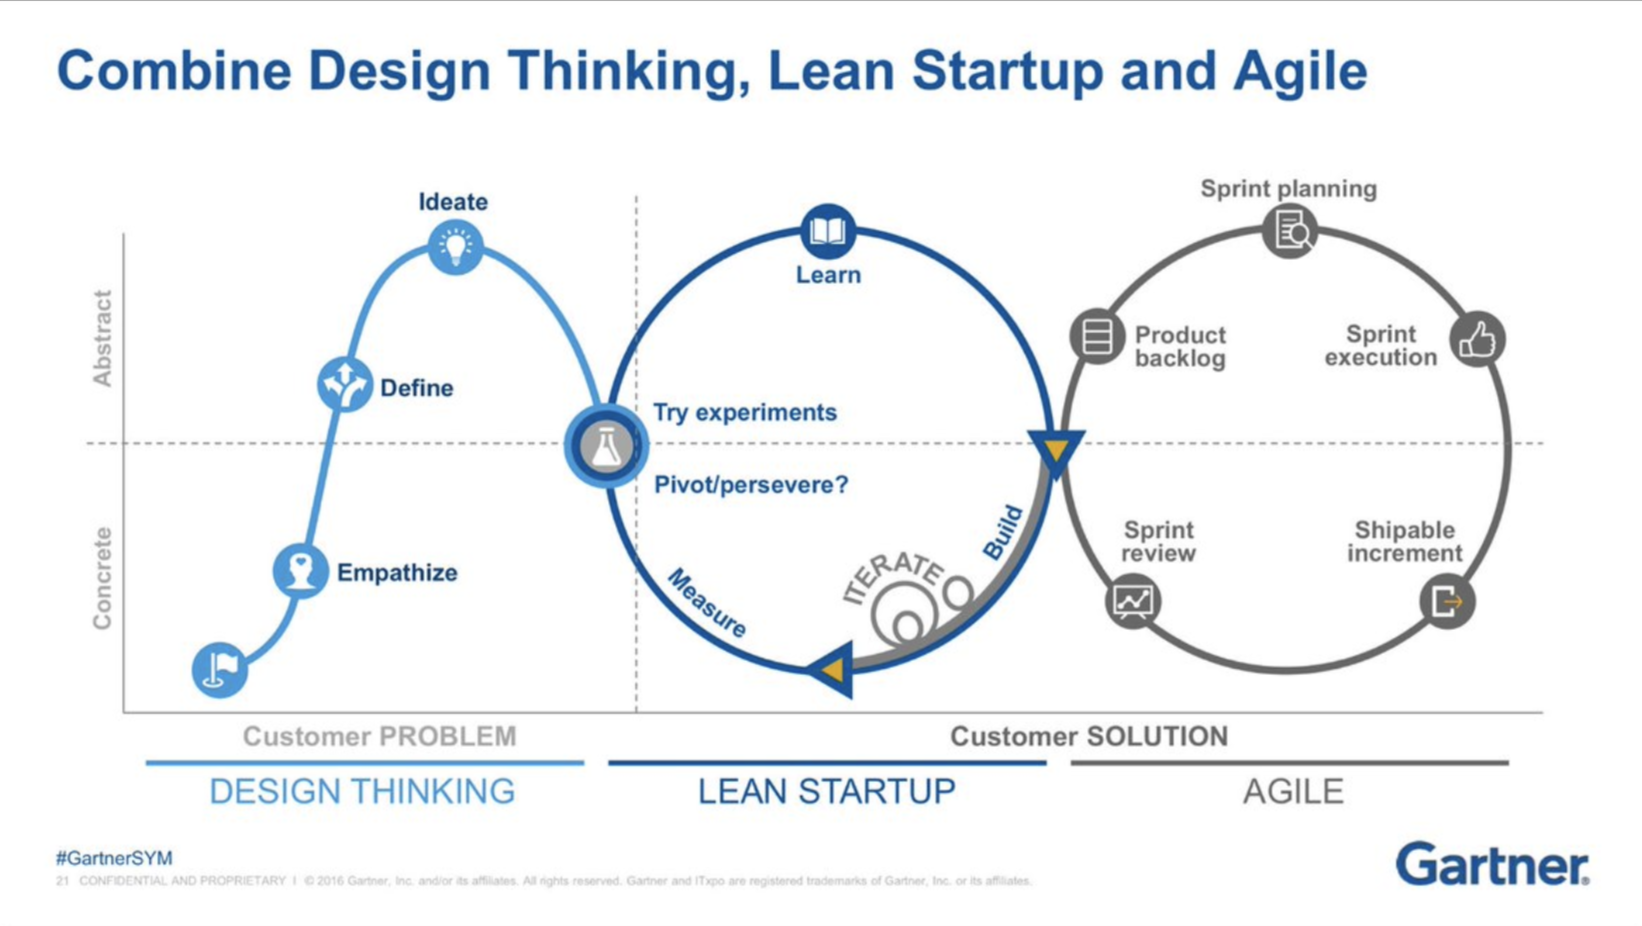 Combine Design Thinking, Lean Startup and Agile
Abstract
Concrete
Ideate
Define
Empathize
Learn
Try experiments
Pivot/persevere?
Measure
ITERATE
Build
Sprint planning
Product
backlog
Sprint
execution
Sprint
review
Shipable
increment
Customer PROBLEM
Customer SOLUTION
DESIGN THINKING
LEAN STARTUP
AGILE
#GartnerSYM
21 CONFIDENTIAL AND PROPRIETARY I © 2016 Gartner, Inc. and/or its affiliates. All rights reserved. Gartner and ITxpo are registered trademarks of Gartner, Inc. or its affiliates.
Gartner®